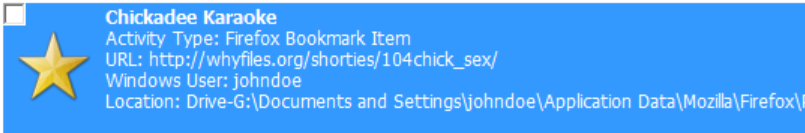 Chickadee Karaoke
Activity Type: Firefox Bookmark Item
URL: http://whyfiles.org/shorties/104chick_sex/
Windows User: johndoe
Location: Drive-G:\Documents and Settings\johndoe\Application Data\Mozilla\Firefox\